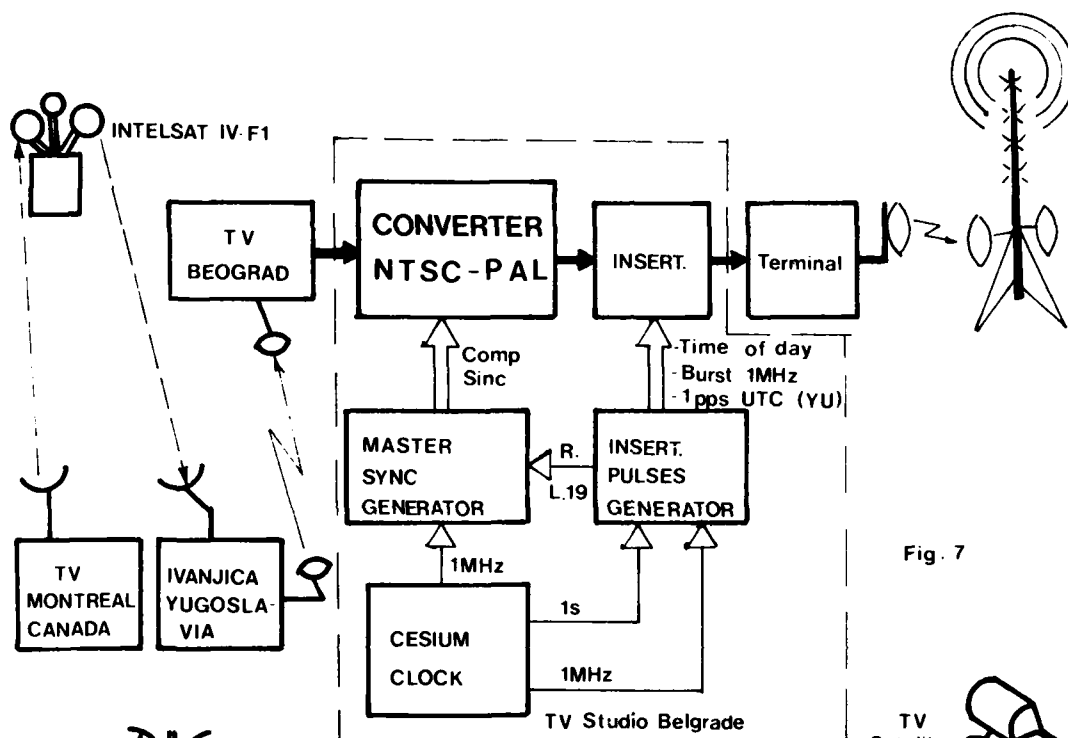 INTELSAT IV-F1
TV
BEOGRAD
CONVERTER
NTSC-PAL
INSERT.
Terminal
Comp
Sinc
-Time of day
-Burst 1MHz
-1pps UTC (YU)
MASTER
SYNC
GENERATOR
R.
L.19
INSERT.
PULSES
GENERATOR
TV
MONTREAL
CANADA
IVANJICA
YUGOSLA-
VIA
1MHz
CESIUM
CLOCK
1s
1MHz
Fig. 7
TV Studio Belgrade
TV